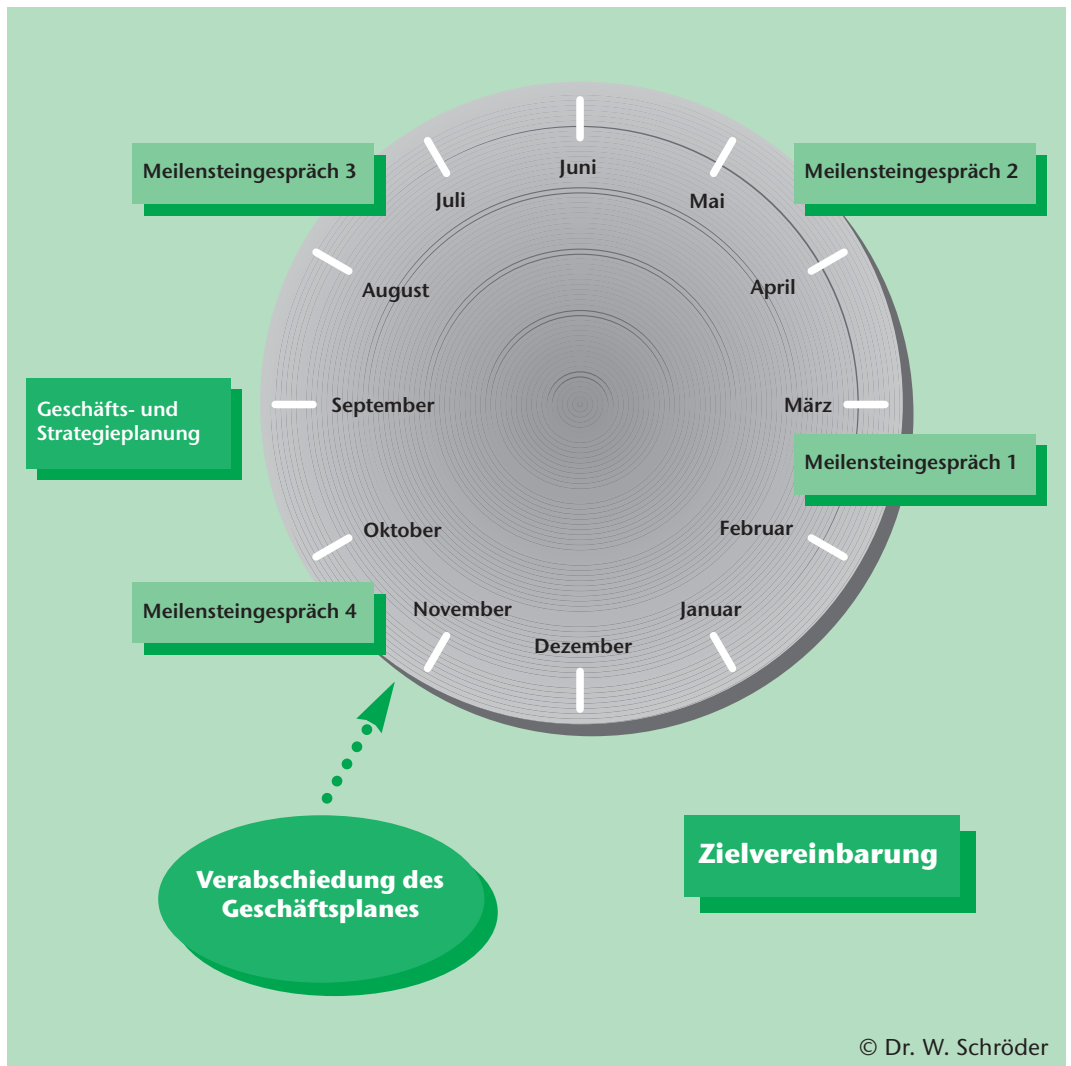 Juni
Meilensteingespräch 3
Meilensteingespräch 2
Juli
Mai
August
April
September
März
Geschäfts- und
Strategieplanung
Meilensteingespräch 1
Oktober
Februar
Meilensteingespräch 4
November
Januar
Dezember
Verabschiedung des
Geschäftsplanes
Zielvereinbarung
© Dr. W. Schröder